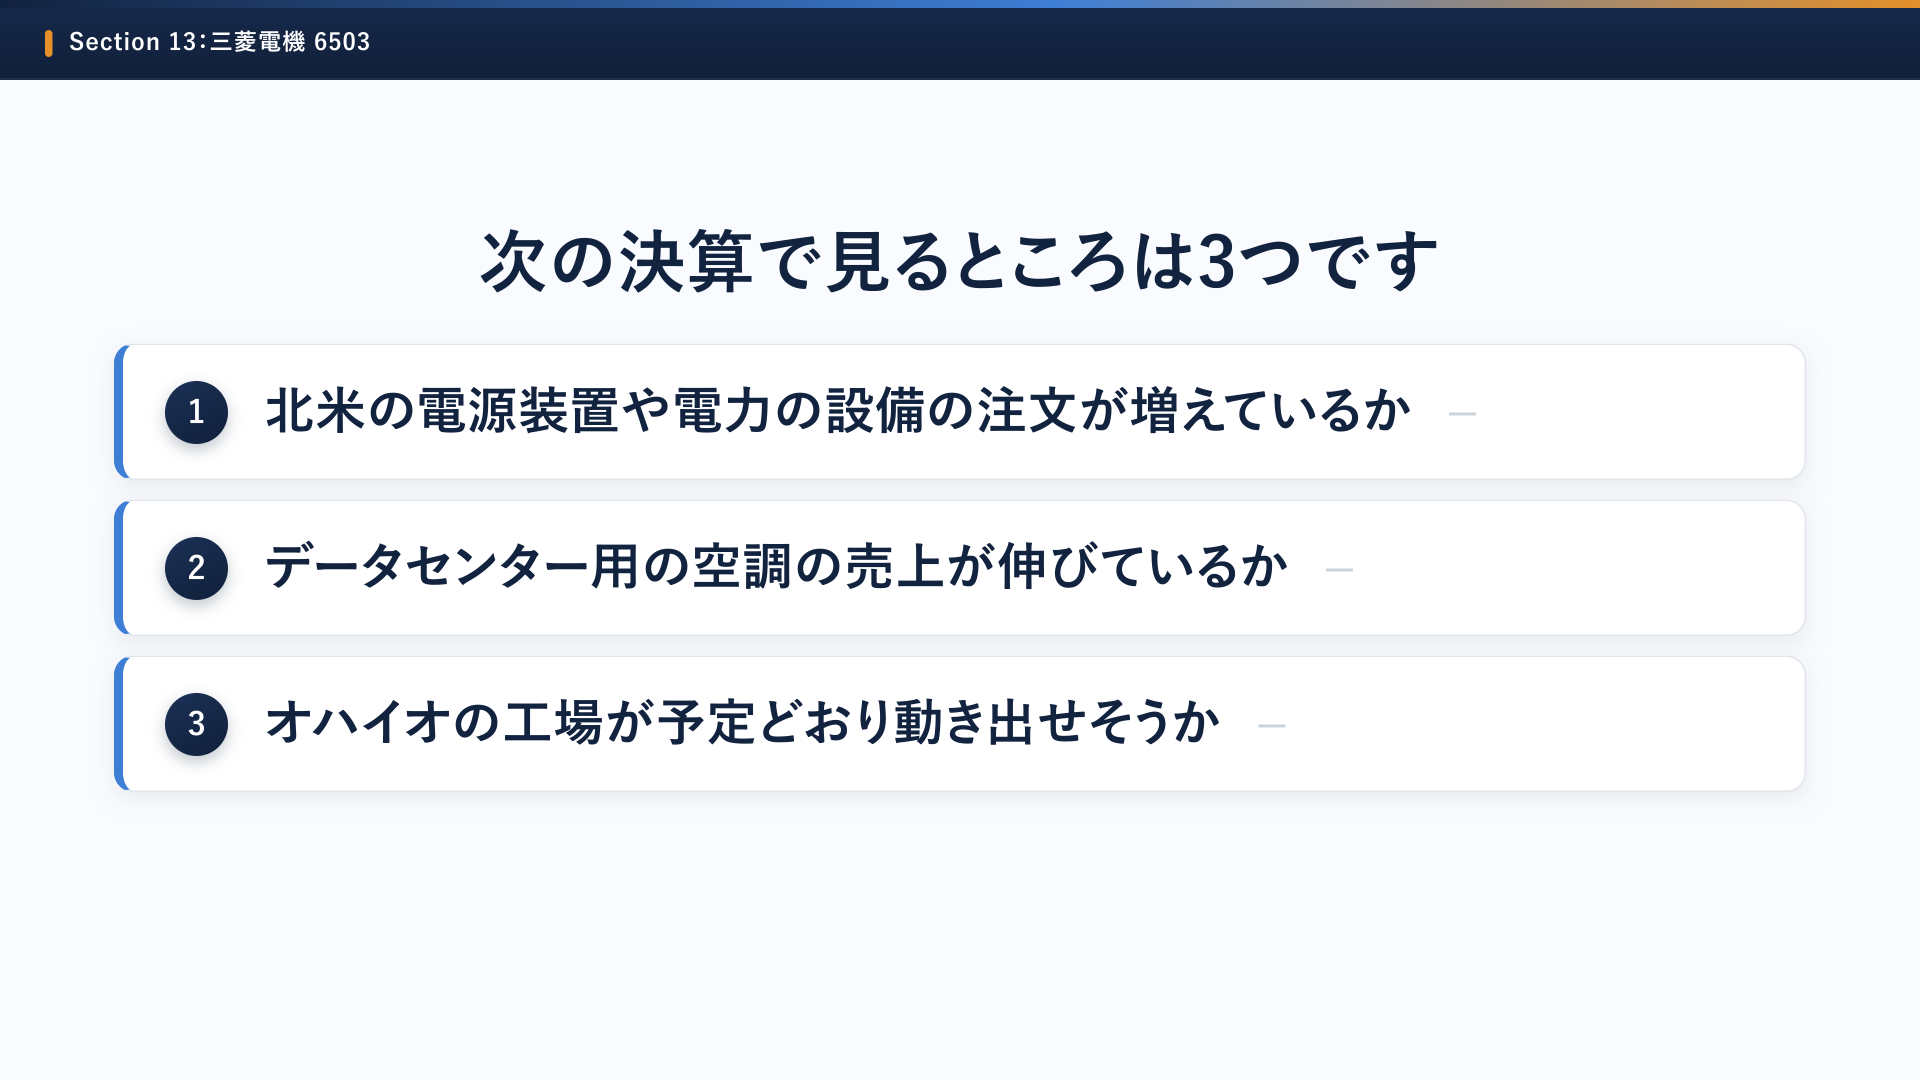 Section 13：三菱電機 6503
次の決算で見るところは3つです
1 北米の電源装置や電力の設備の注文が増えているか —
2 データセンター用の空調の売上が伸びているか —
3 オハイオの工場が予定どおり動き出せそうか —